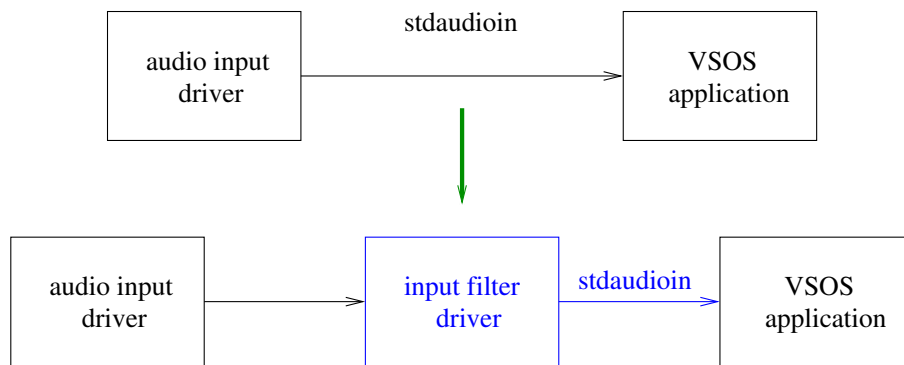 stdaudioin
audio input
driver
VSOS
application
audio input
driver
input filter
driver
stdaudioin
VSOS
application